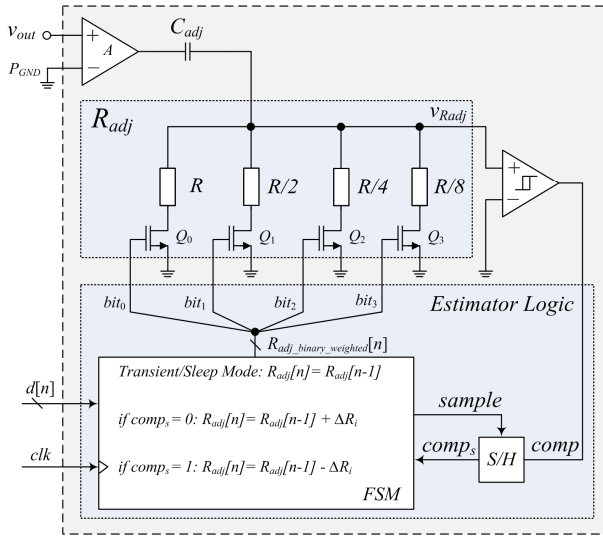 v_out
+
A
−
P_GND
C_adj
R_adj
v_Radj
R
R/2
R/4
R/8
+
−
Q_0
Q_1
Q_2
Q_3
bit_0
bit_1
bit_2
bit_3
Estimator Logic
R_adj_binary_weighted[n]
Transient/Sleep Mode: R_adj[n]= R_adj[n-1]
d[n]
if comp_s = 0: R_adj[n]= R_adj[n-1] + ΔR_i
sample
clk
if comp_s = 1: R_adj[n]= R_adj[n-1] - ΔR_i
comp_s
S/H
comp
FSM